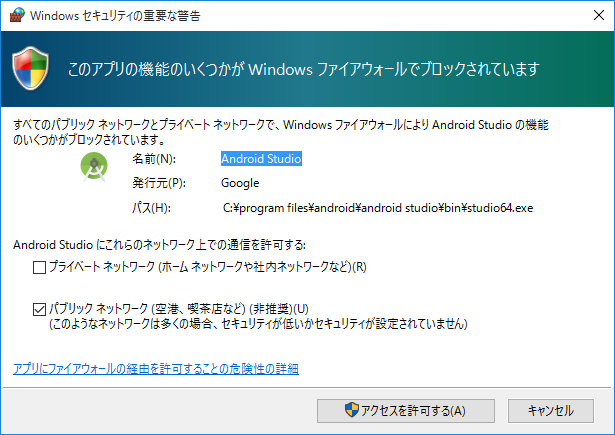 Windows セキュリティの重要な警告
このアプリの機能のいくつかが Windows ファイアウォールでブロックされています
すべてのパブリック ネットワークとプライベート ネットワークで、Windows ファイアウォールにより Android Studio の機能
のいくつかがブロックされています。
名前(N): Android Studio
発行元(P): Google
パス(H): C:¥program files¥android¥android studio¥bin¥studio64.exe
Android Studio にこれらのネットワーク上での通信を許可する:
プライベート ネットワーク (ホーム ネットワークや社内ネットワークなど)(R)
パブリック ネットワーク (空港、喫茶店など) (非推奨)(U)
(このようなネットワークは多くの場合、セキュリティが低いかセキュリティが設定されていません)
アプリにファイアウォールの経由を許可することの危険性の詳細
アクセスを許可する(A) キャンセル